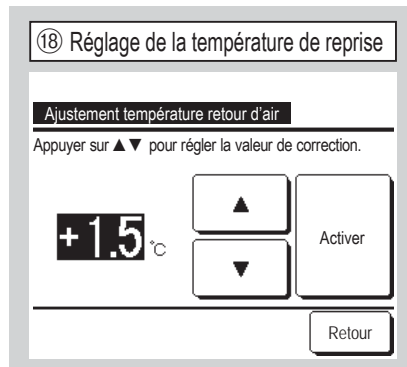 ⑱ Réglage de la température de reprise
Ajustement température retour d'air
Appuyer sur ▲▼ pour régler la valeur de correction.
▲
+1.5 °C
Activer
▼
Retour